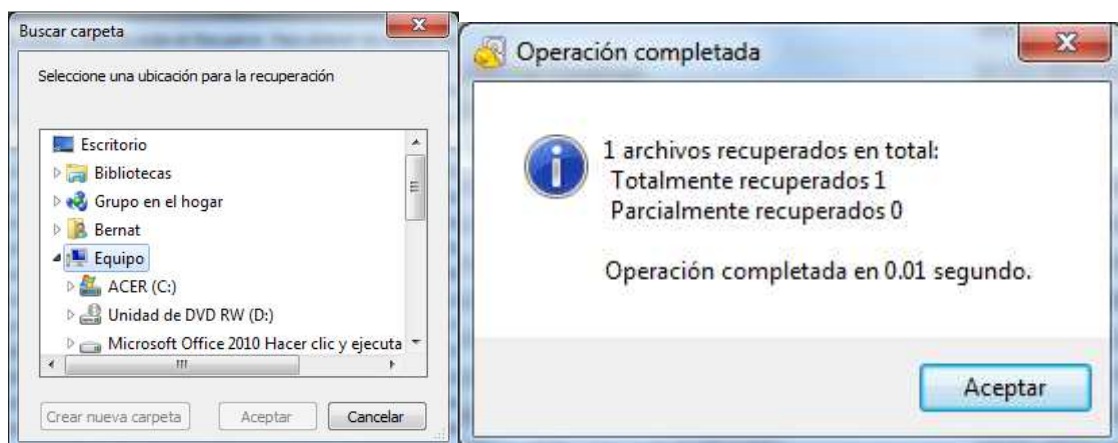 Buscar carpeta
Seleccione una ubicación para la recuperación
Escritorio
Bibliotecas
Grupo en el hogar
Bernat
Equipo
ACER (C:)
Unidad de DVD RW (D:)
Microsoft Office 2010 Hacer clic y ejecuta
Crear nueva carpeta
Aceptar
Cancelar
Operación completada
1 archivos recuperados en total:
Totalmente recuperados 1
Parcialmente recuperados 0
Operación completada en 0.01 segundo.
Aceptar